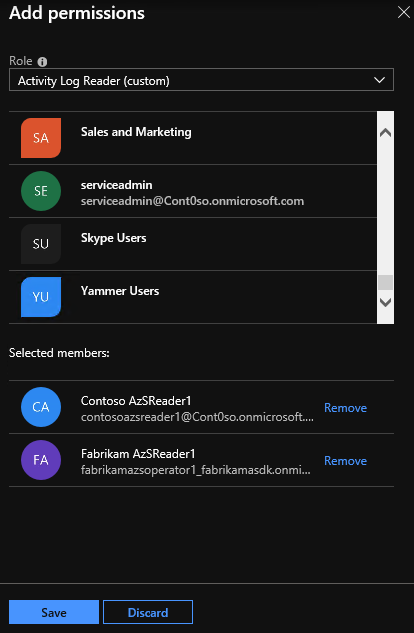 Add permissions
Role
Activity Log Reader (custom)
SA
Sales and Marketing
SE
serviceadmin
serviceadmin@Cont0so.onmicrosoft.com
SU
Skype Users
YU
Yammer Users
Selected members:
CA
Contoso AzSReader1
contosoazsreader1@Cont0so.onmicrosoft....
Remove
FA
Fabrikam AzSReader1
fabrikamazsoperator1_fabrikamasdk.onmi...
Remove
Save
Discard